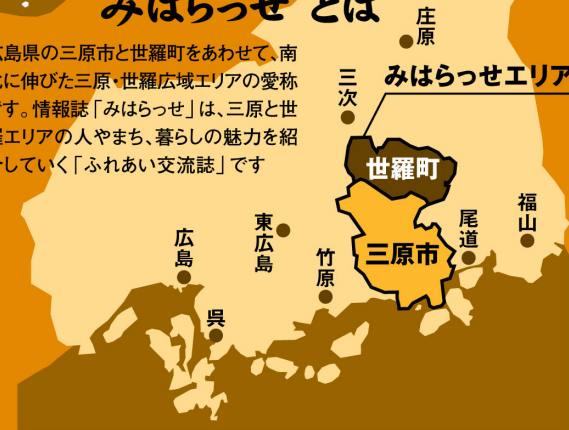 みはらっせ とは
広島県の三原市と世羅町をあわせて、南
北に伸びた三原・世羅広域エリアの愛称
です。情報誌「みはらっせ」は、三原と世
羅エリアの人やまち、暮らしの魅力を紹
介していく「ふれあい交流誌」です
庄原
みはらっせエリア
三次
世羅町
福山
尾道
東広島
広島
三原市
竹原
呉